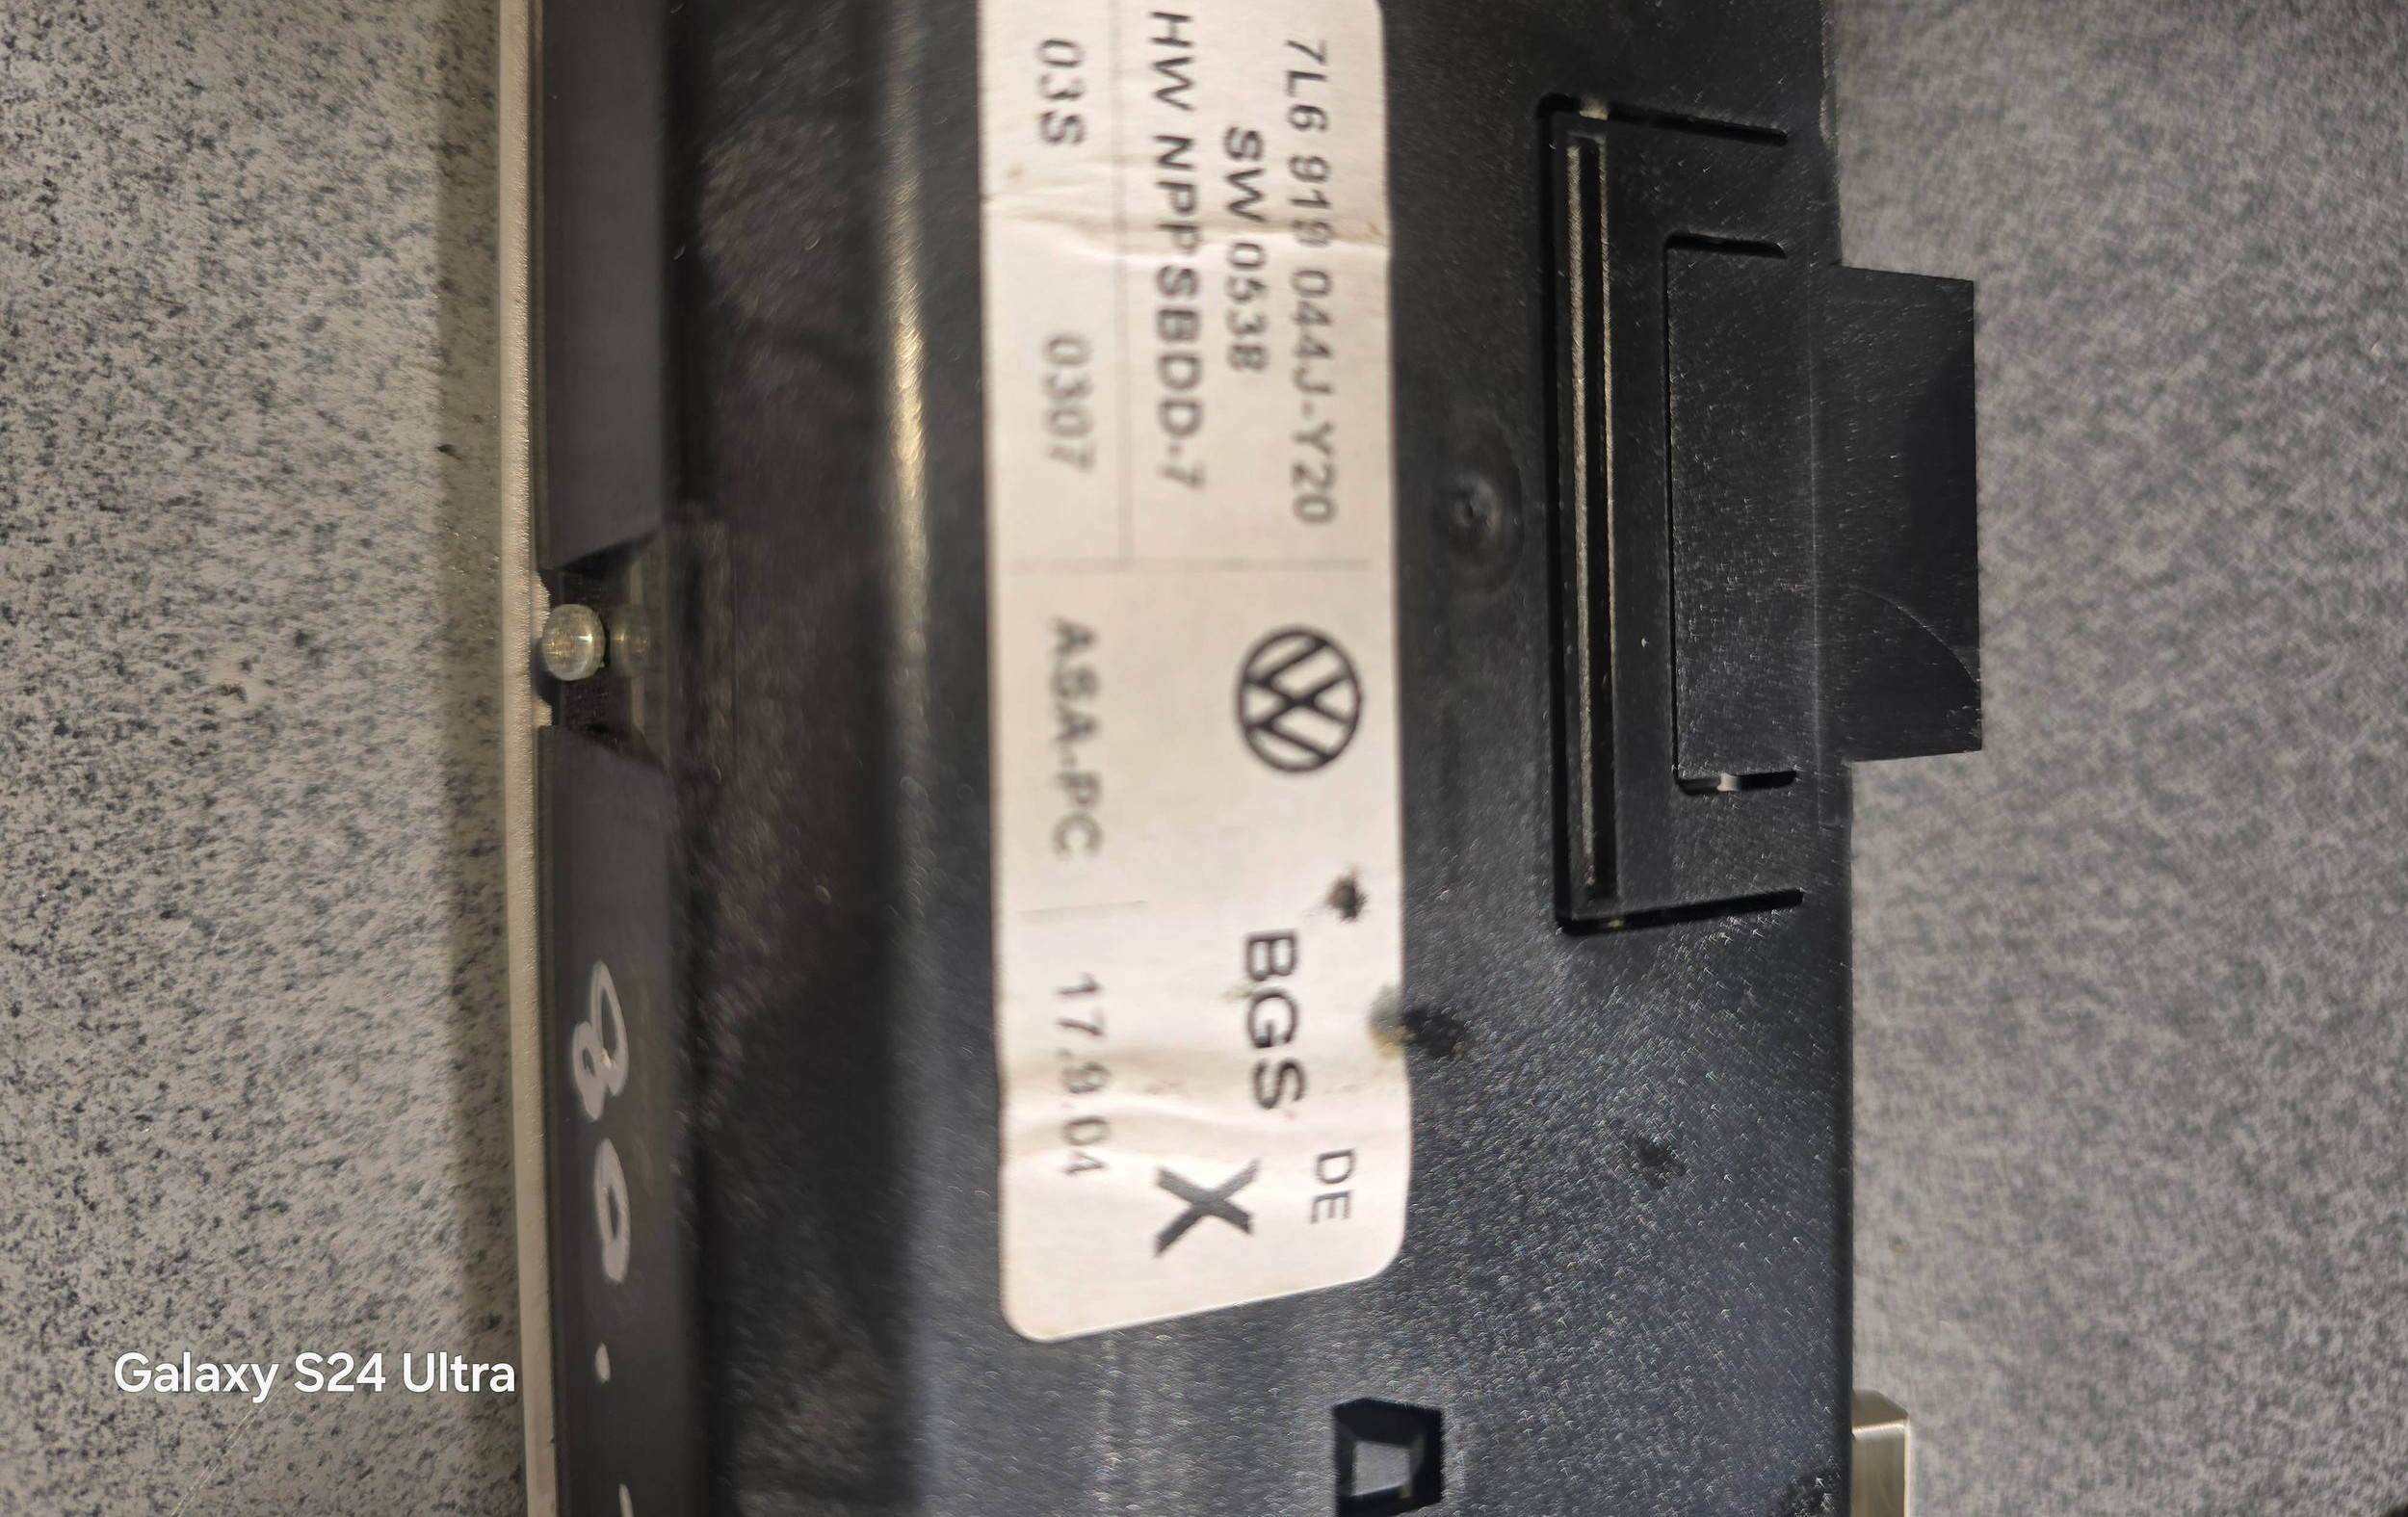 7L6 919 044J-Y20
SW 0538
HW NPPSBDD-7
03S 0307
ASA-PC
17.9.04
DE
BGS
X
80.
Galaxy S24 Ultra